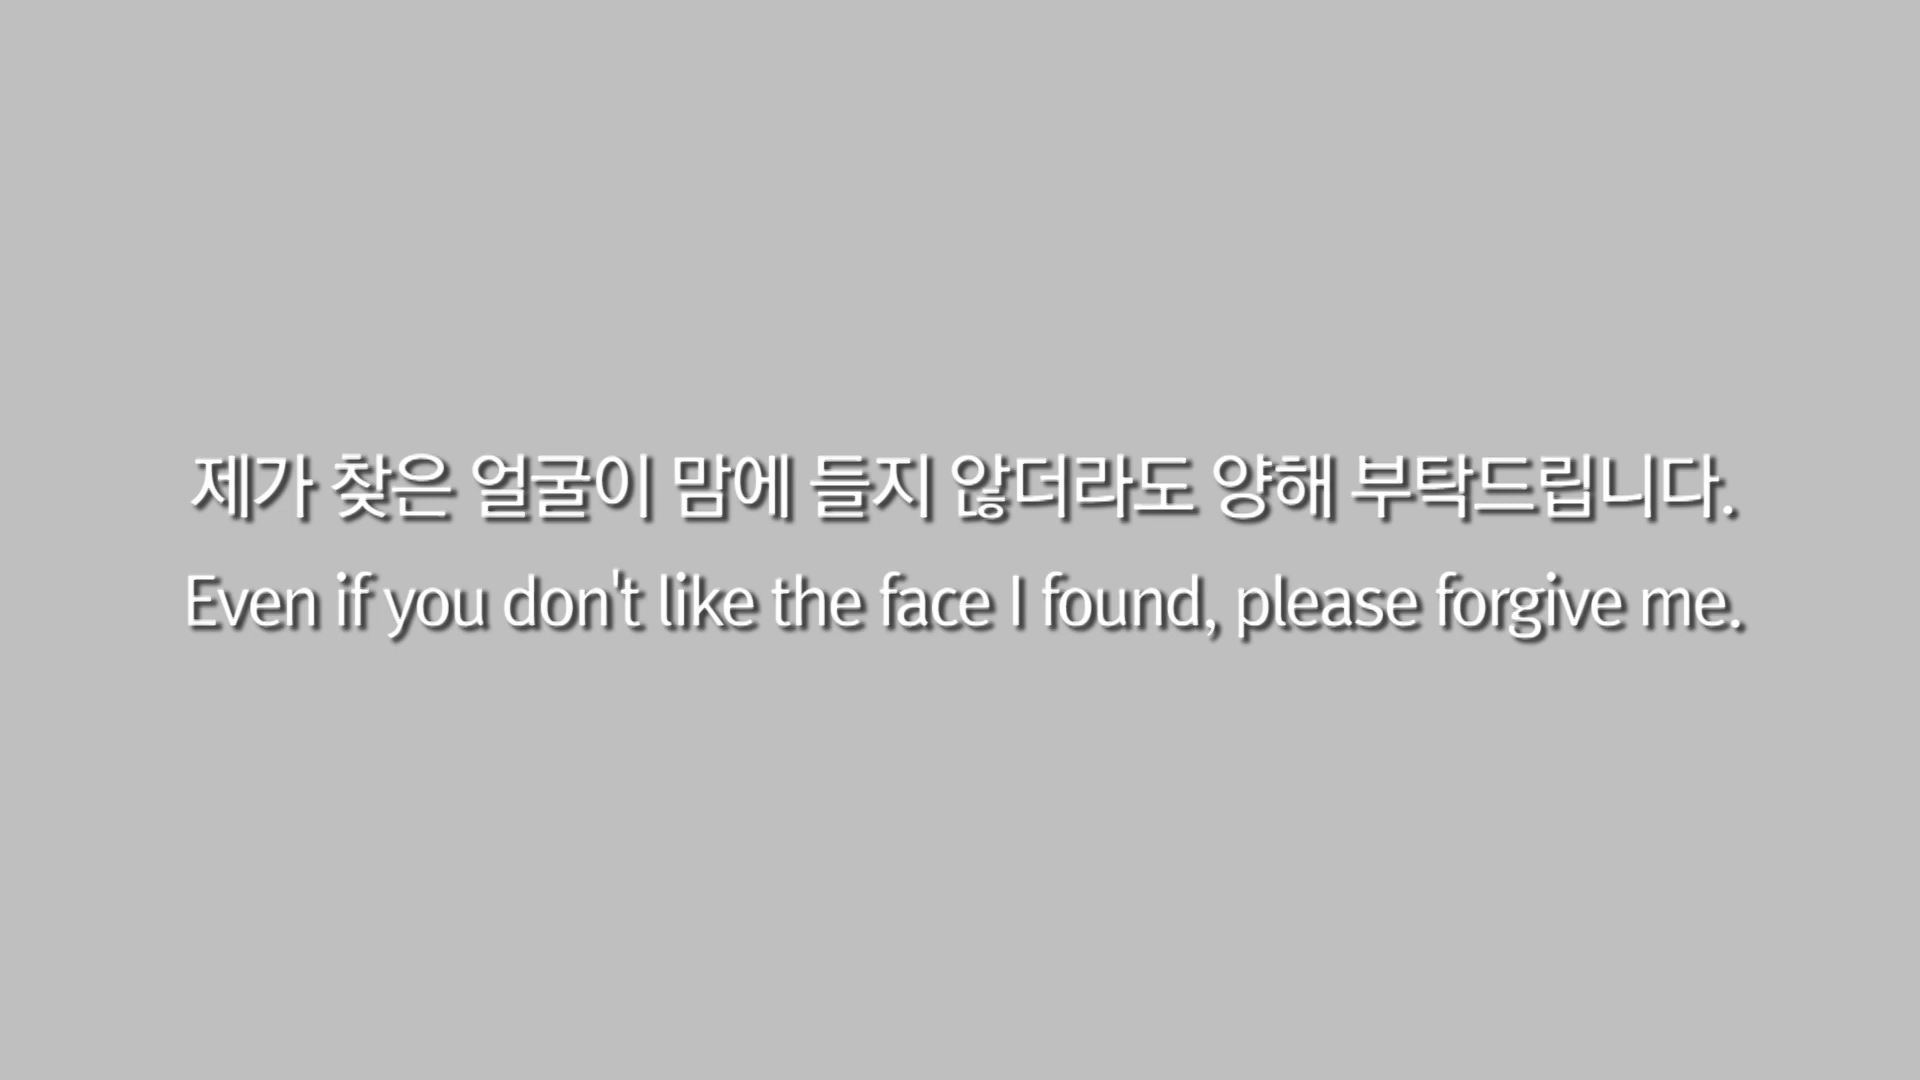 제가 찾은 얼굴이 맘에 들지 않더라도 양해 부탁드립니다.
Even if you don't like the face I found, please forgive me.